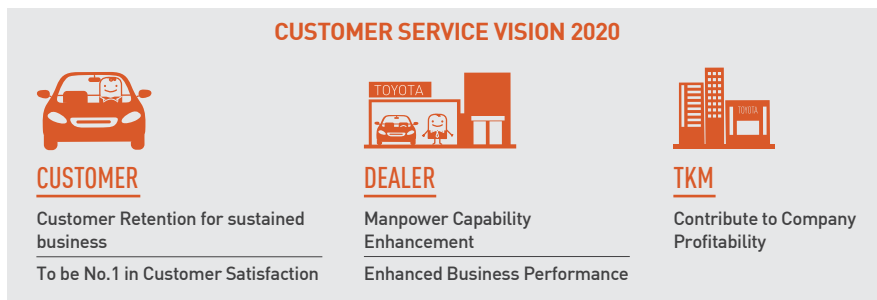 CUSTOMER SERVICE VISION 2020
TOYOTA
TOYOTA
CUSTOMER
Customer Retention for sustained
business
To be No.1 in Customer Satisfaction
DEALER
Manpower Capability
Enhancement
Enhanced Business Performance
TKM
Contribute to Company
Profitability